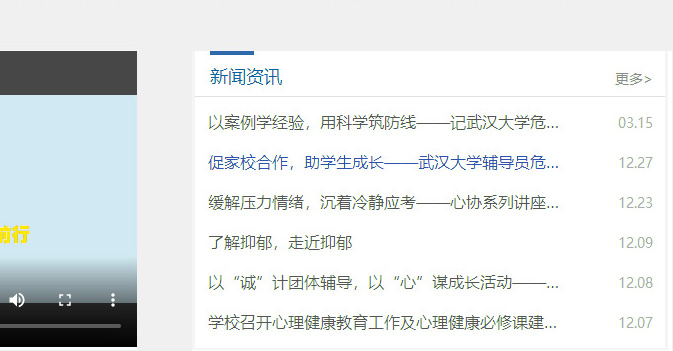 新闻资讯
更多>
以案例学经验，用科学筑防线——记武汉大学危... 03.15
促家校合作，助学生成长——武汉大学辅导员危... 12.27
缓解压力情绪，沉着冷静应考——心协系列讲座... 12.23
前行
了解抑郁，走近抑郁 12.09
以“诚”计团体辅导，以“心”谋成长活动——... 12.08
学校召开心理健康教育工作及心理健康必修课建... 12.07